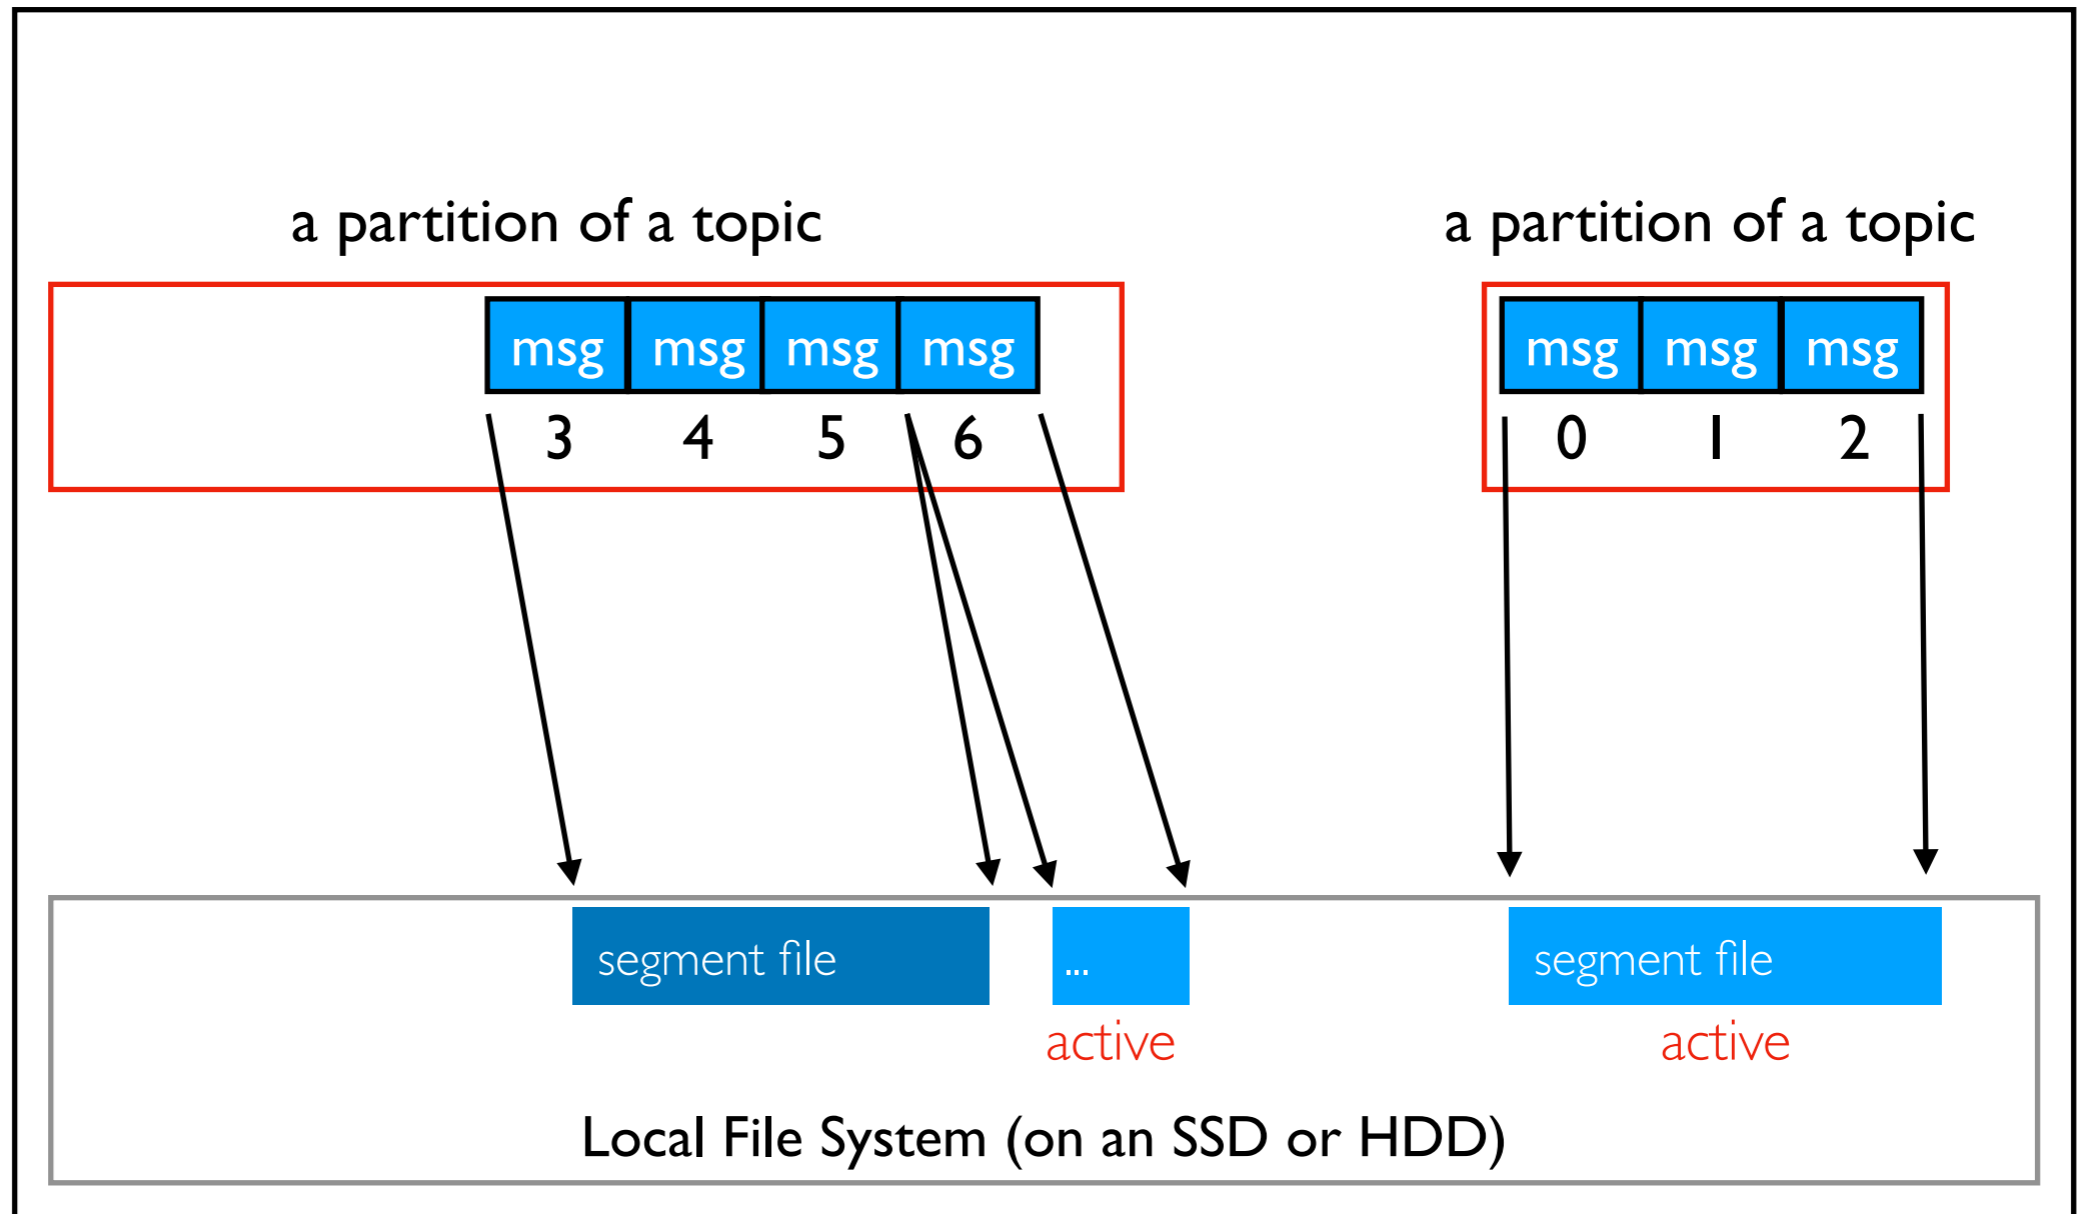 a partition of a topic
a partition of a topic
msg msg msg msg
msg msg msg
3 4 5 6
0 1 2
segment file
...
segment file
active
active
Local File System (on an SSD or HDD)